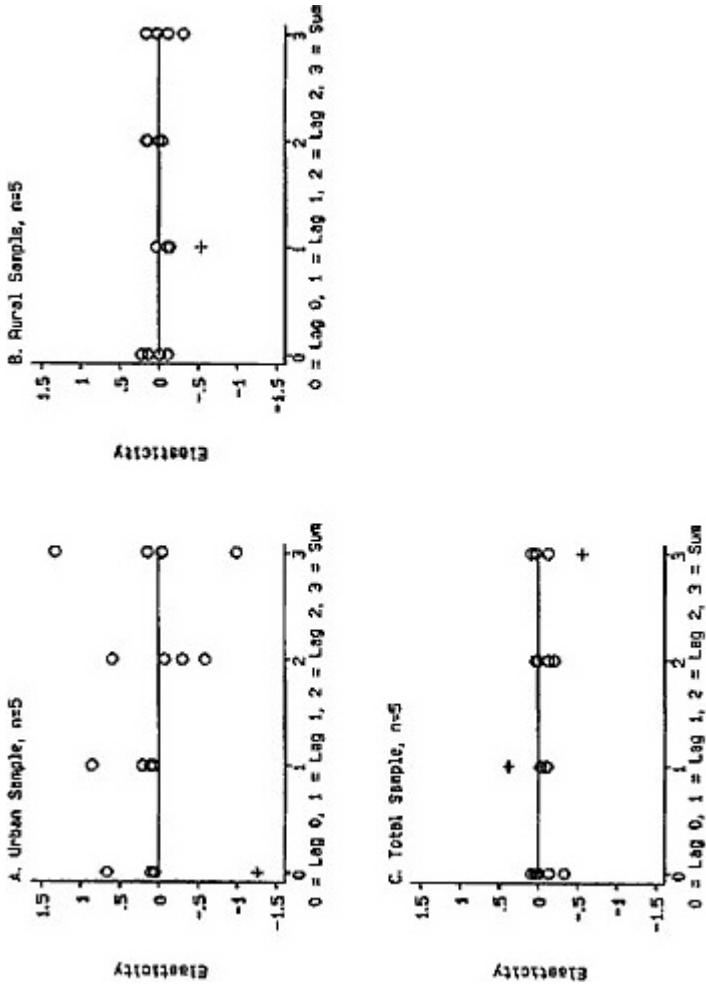 A. Urban Sample, n=5
1.5
1
.5
0
-.5
-1
-1.5
Elasticity
0 1 2 3
0 = Lag 0, 1 = Lag 1, 2 = Lag 2, 3 = Sum
B. Rural Sample, n=5
1.5
1
.5
0
-.5
-1
-1.5
Elasticity
0 1 2 3
0 = Lag 0, 1 = Lag 1, 2 = Lag 2, 3 = Sum
C. Total Sample, n=5
1.5
1
.5
0
-.5
-1
-1.5
Elasticity
0 1 2 3
0 = Lag 0, 1 = Lag 1, 2 = Lag 2, 3 = Sum